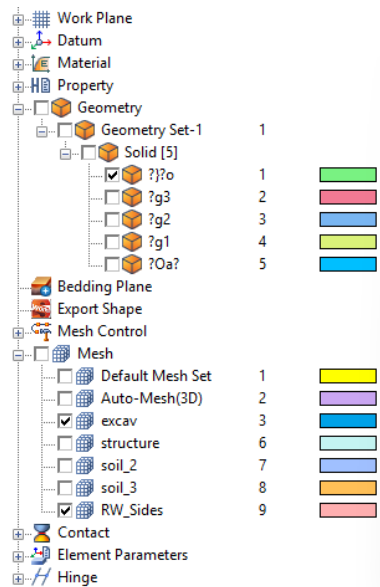 Work Plane
Datum
Material
Property
Geometry
Geometry Set-1 1
Solid [5]
?}?o 1
?g3 2
?g2 3
?g1 4
?Oa? 5
Bedding Plane
Export Shape
Mesh Control
Mesh
Default Mesh Set 1
Auto-Mesh(3D) 2
excav 3
structure 6
soil_2 7
soil_3 8
RW_Sides 9
Contact
Element Parameters
Hinge